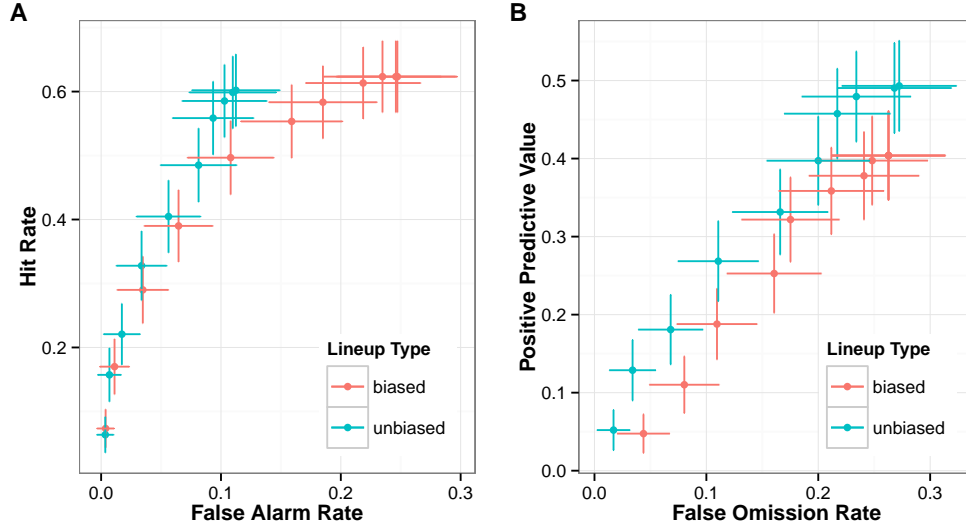 A
Hit Rate
0.6
0.4
0.2
Lineup Type
biased
unbiased
0.0
0.1
0.2
0.3
False Alarm Rate
B
Positive Predictive Value
0.5
0.4
0.3
0.2
0.1
0.0
Lineup Type
biased
unbiased
0.0
0.1
0.2
0.3
False Omission Rate